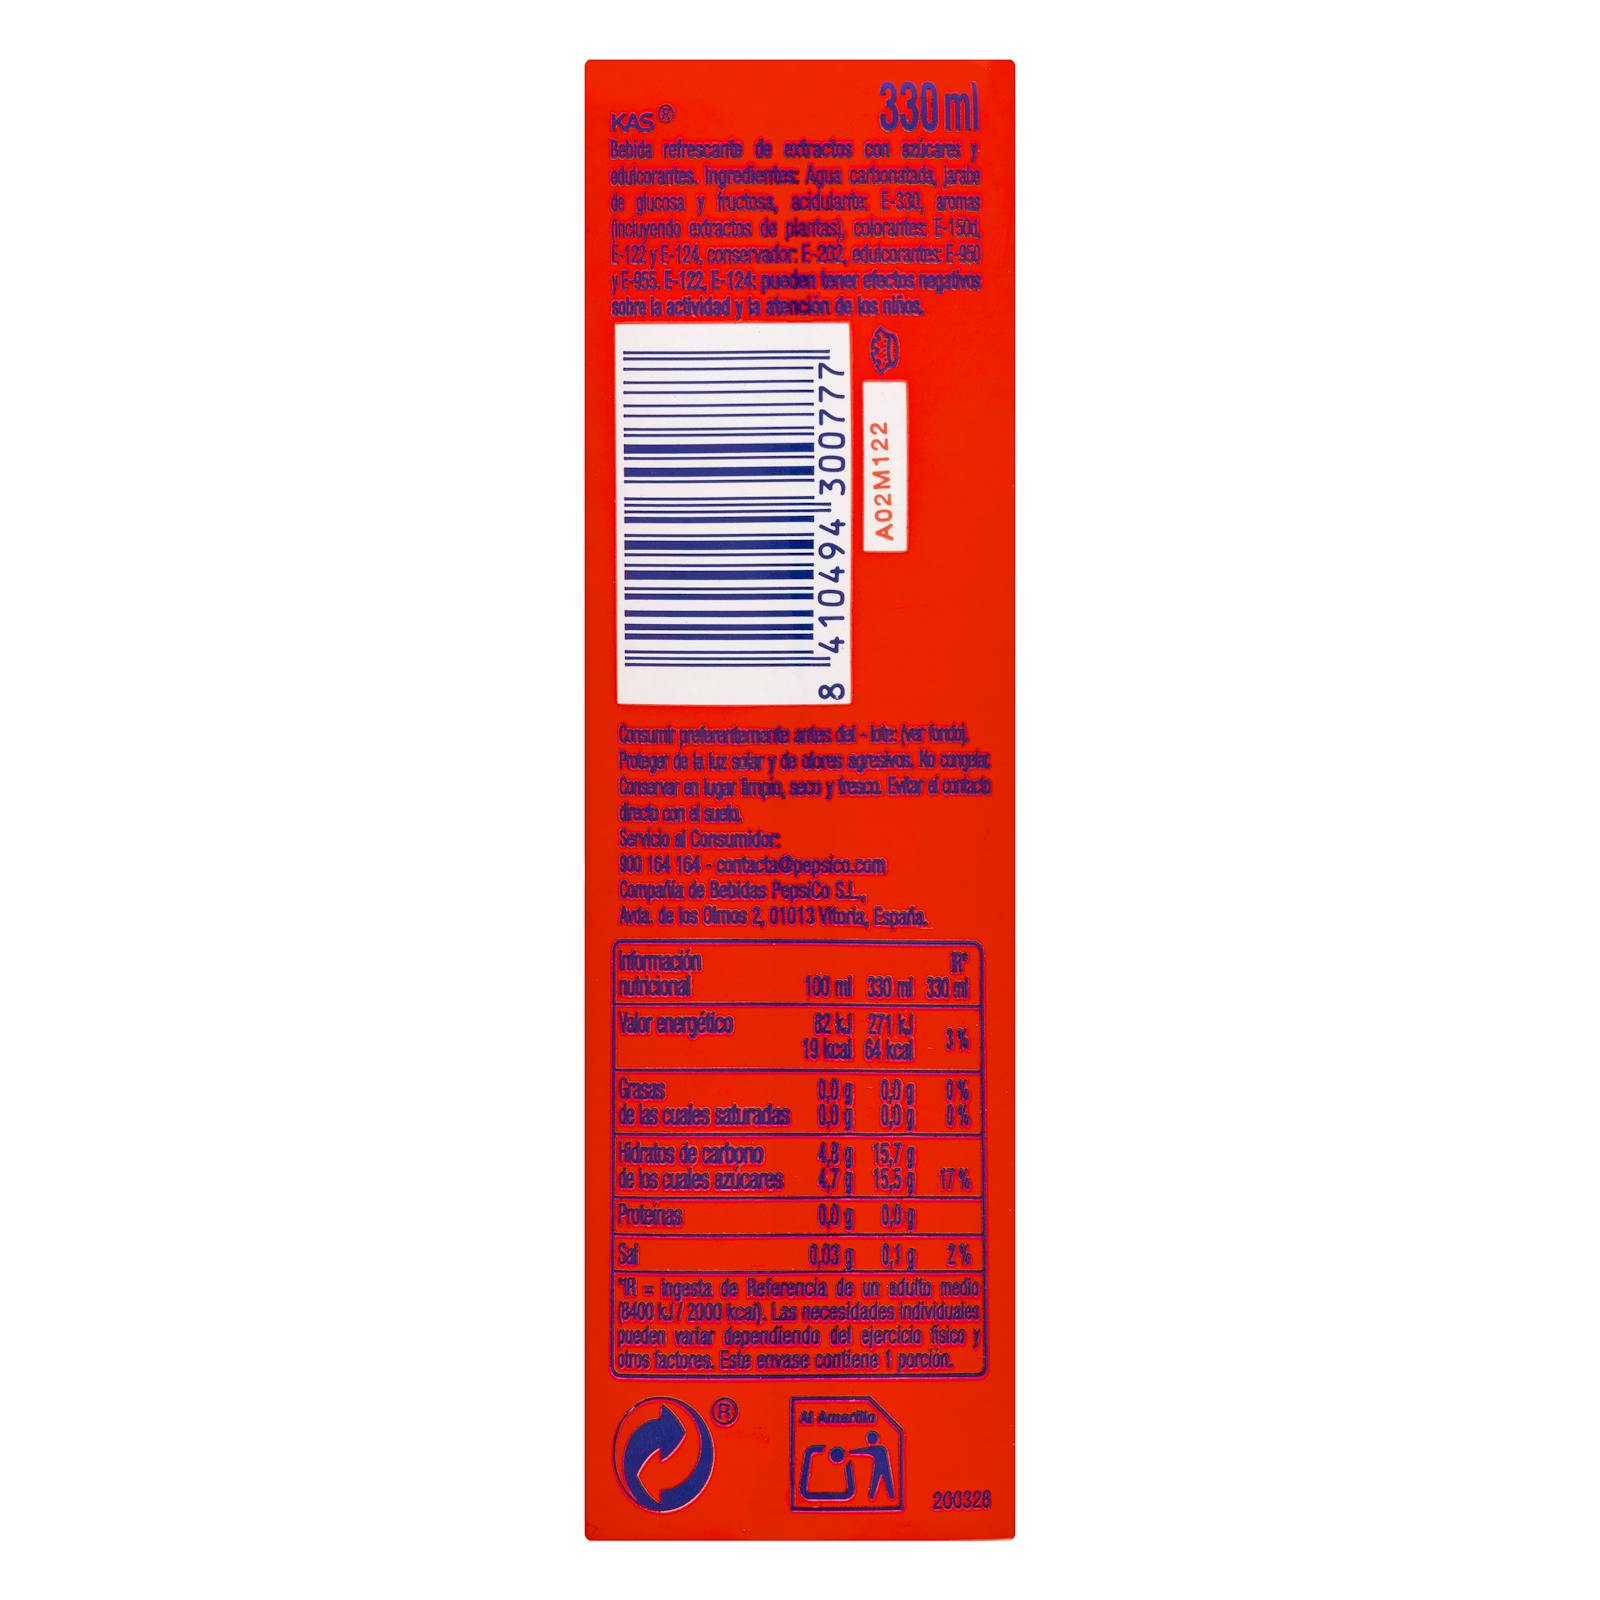 330 ml
KAS®
Bebida refrescante de extractos con azúcares y
edulcorantes. Ingredientes: Agua carbonatada, jarabe
de glucosa y fructosa, acidulante: E-330, aromas
(incluyendo extractos de plantas), colorantes: E-150d,
E-122 y E-124, conservador: E-202, edulcorantes: E-950
y E-955. E-122, E-124: pueden tener efectos negativos
sobre la actividad y la atención de los niños.
8 410494 300777
A02M122
Consumir preferentemente antes del - lote: (ver fondo).
Proteger de la luz solar y de olores agresivos. No congelar.
Conservar en lugar limpio, seco y fresco. Evitar el contacto
directo con el suelo.
Servicio al Consumidor:
900 164 164 - contacta@pepsico.com
Compañía de Bebidas PepsiCo S.L.,
Avda. de los Olmos 2, 01013 Vitoria, España.
Información IR*
nutricional 100 ml 330 ml 330 ml
Valor energético 82 kJ 271 kJ
19 kcal 64 kcal 3 %
Grasas 0,0 g 0,0 g 0 %
de las cuales saturadas 0,0 g 0,0 g 0 %
Hidratos de carbono 4,8 g 15,7 g
de los cuales azúcares 4,7 g 15,5 g 17 %
Proteínas 0,0 g 0,0 g
Sal 0,03 g 0,1 g 2 %
*IR = Ingesta de Referencia de un adulto medio
(8400 kJ / 2000 kcal). Las necesidades individuales
pueden variar dependiendo del ejercicio físico y
otros factores. Este envase contiene 1 porción.
®
Al Amarillo
200328